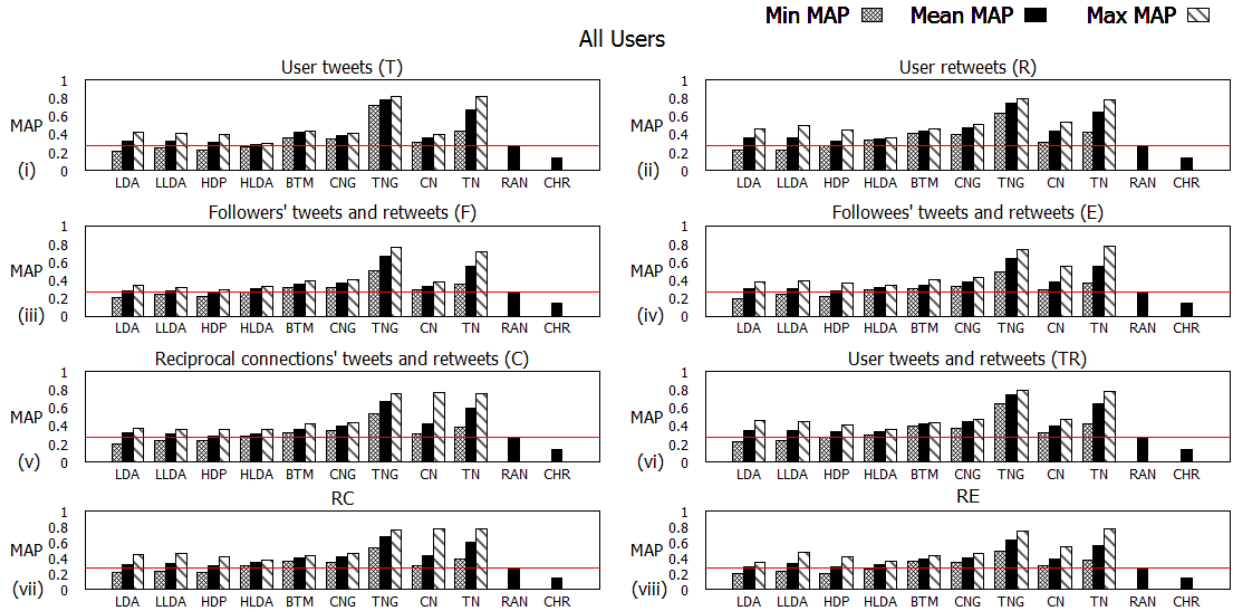 Min MAP Mean MAP Max MAP
All Users
User tweets (T)
1
0.8
0.6
0.4
0.2
0
MAP
(i)
LDA LLDA HDP HLDA BTM CNG TNG CN TN RAN CHR
User retweets (R)
1
0.8
0.6
0.4
0.2
0
MAP
(ii)
LDA LLDA HDP HLDA BTM CNG TNG CN TN RAN CHR
Followers' tweets and retweets (F)
1
0.8
0.6
0.4
0.2
0
MAP
(iii)
LDA LLDA HDP HLDA BTM CNG TNG CN TN RAN CHR
Followees' tweets and retweets (E)
1
0.8
0.6
0.4
0.2
0
MAP
(iv)
LDA LLDA HDP HLDA BTM CNG TNG CN TN RAN CHR
Reciprocal connections' tweets and retweets (C)
1
0.8
0.6
0.4
0.2
0
MAP
(v)
LDA LLDA HDP HLDA BTM CNG TNG CN TN RAN CHR
User tweets and retweets (TR)
1
0.8
0.6
0.4
0.2
0
MAP
(vi)
LDA LLDA HDP HLDA BTM CNG TNG CN TN RAN CHR
RC
1
0.8
0.6
0.4
0.2
0
MAP
(vii)
LDA LLDA HDP HLDA BTM CNG TNG CN TN RAN CHR
RE
1
0.8
0.6
0.4
0.2
0
MAP
(viii)
LDA LLDA HDP HLDA BTM CNG TNG CN TN RAN CHR